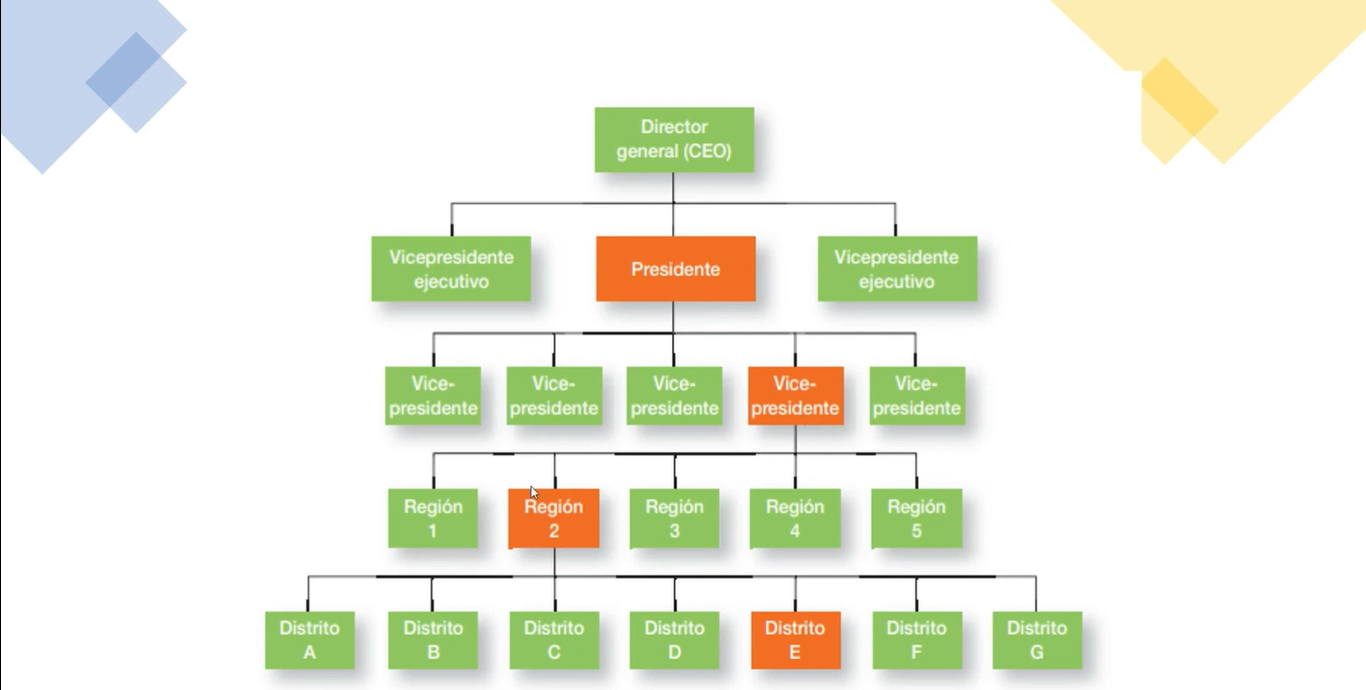 Director
general (CEO)
Vicepresidente
ejecutivo
Presidente
Vicepresidente
ejecutivo
Vice-
presidente
Vice-
presidente
Vice-
presidente
Vice-
presidente
Vice-
presidente
Región
1
Región
2
Región
3
Región
4
Región
5
Distrito
A
Distrito
B
Distrito
C
Distrito
D
Distrito
E
Distrito
F
Distrito
G